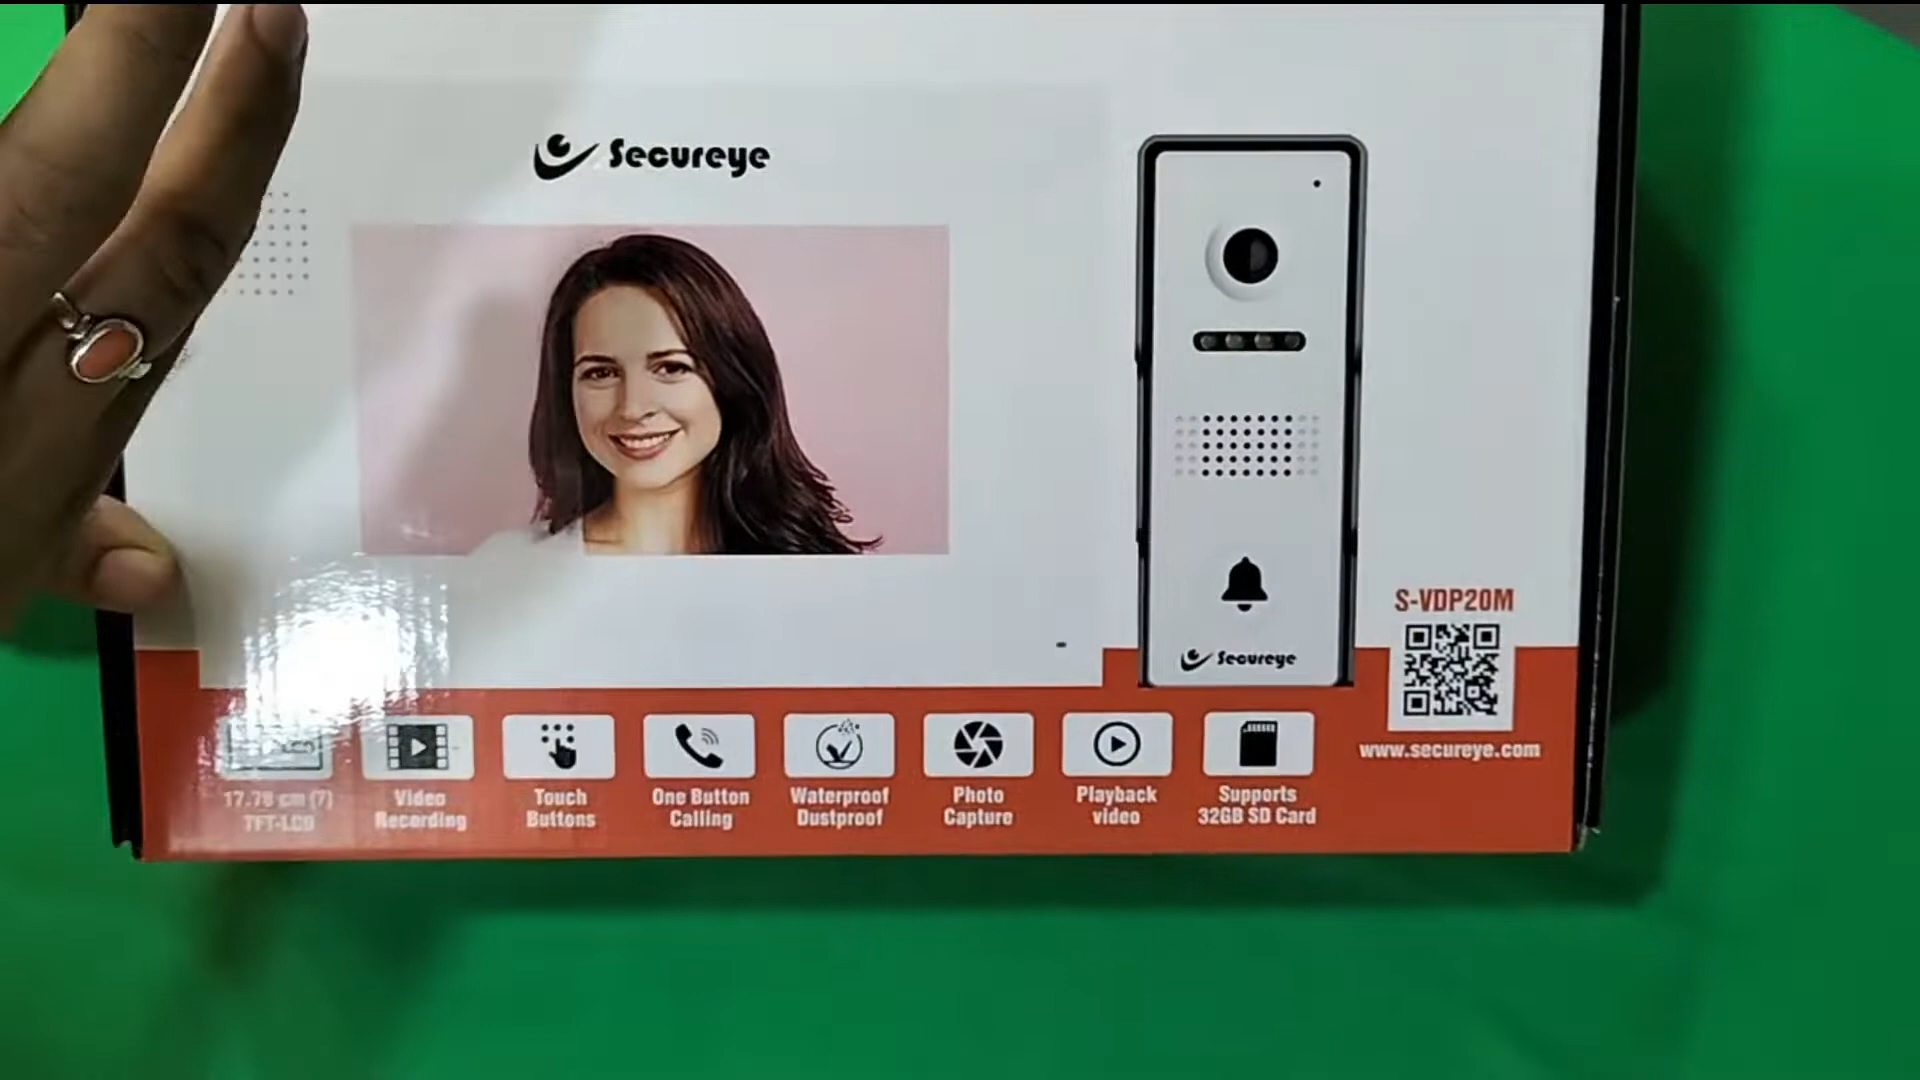 Secureye
Secureye
S-VDP20M
www.secureye.com
17.78 cm (7)
TFT-LCD
Video
Recording
Touch
Buttons
One Button
Calling
Waterproof
Dustproof
Photo
Capture
Playback
video
Supports
32GB SD Card